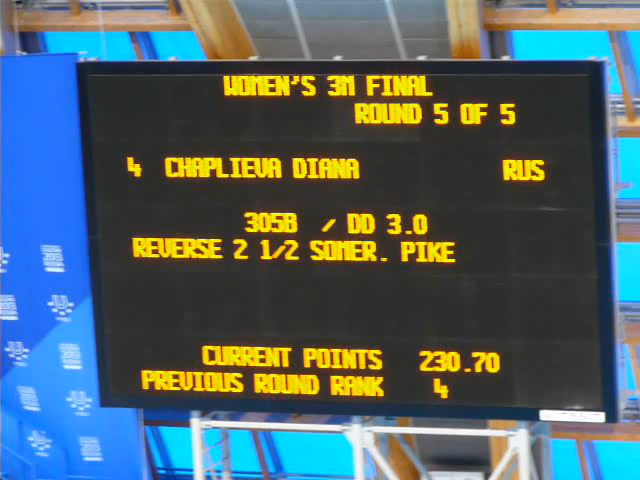 WOMEN'S 3M FINAL
ROUND 5 OF 5
4 CHAPLIEVA DIANA RUS
305B / DD 3.0
REVERSE 2 1/2 SOMER. PIKE
CURRENT POINTS 230.70
PREVIOUS ROUND RANK 4